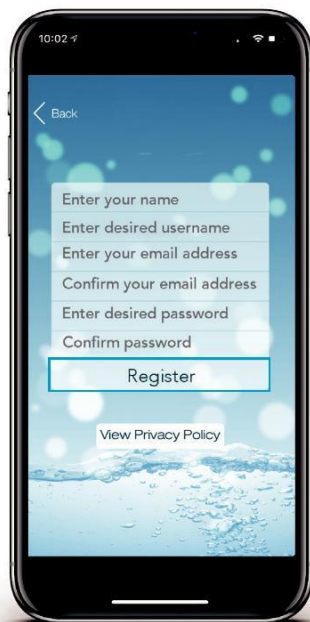 10:02
Back
Enter your name
Enter desired username
Enter your email address
Confirm your email address
Enter desired password
Confirm password
Register
View Privacy Policy